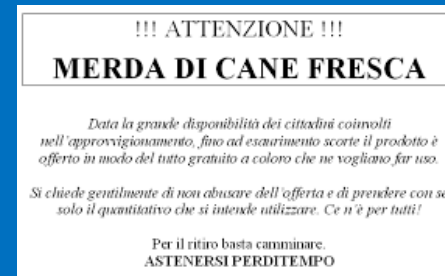 !!! ATTENZIONE !!!
MERDA DI CANE FRESCA
Data la grande disponibilità dei cittadini coinvolti
nell'approvvigionamento, fino ad esaurimento scorte il prodotto è
offerto in modo del tutto gratuito a coloro che ne vogliano far uso.
Si chiede gentilmente di non abusare dell'offerta e di prendere con sé
solo il quantitativo che si intende utilizzare. Ce n'è per tutti!
Per il ritiro basta camminare.
ASTENERSI PERDITEMPO